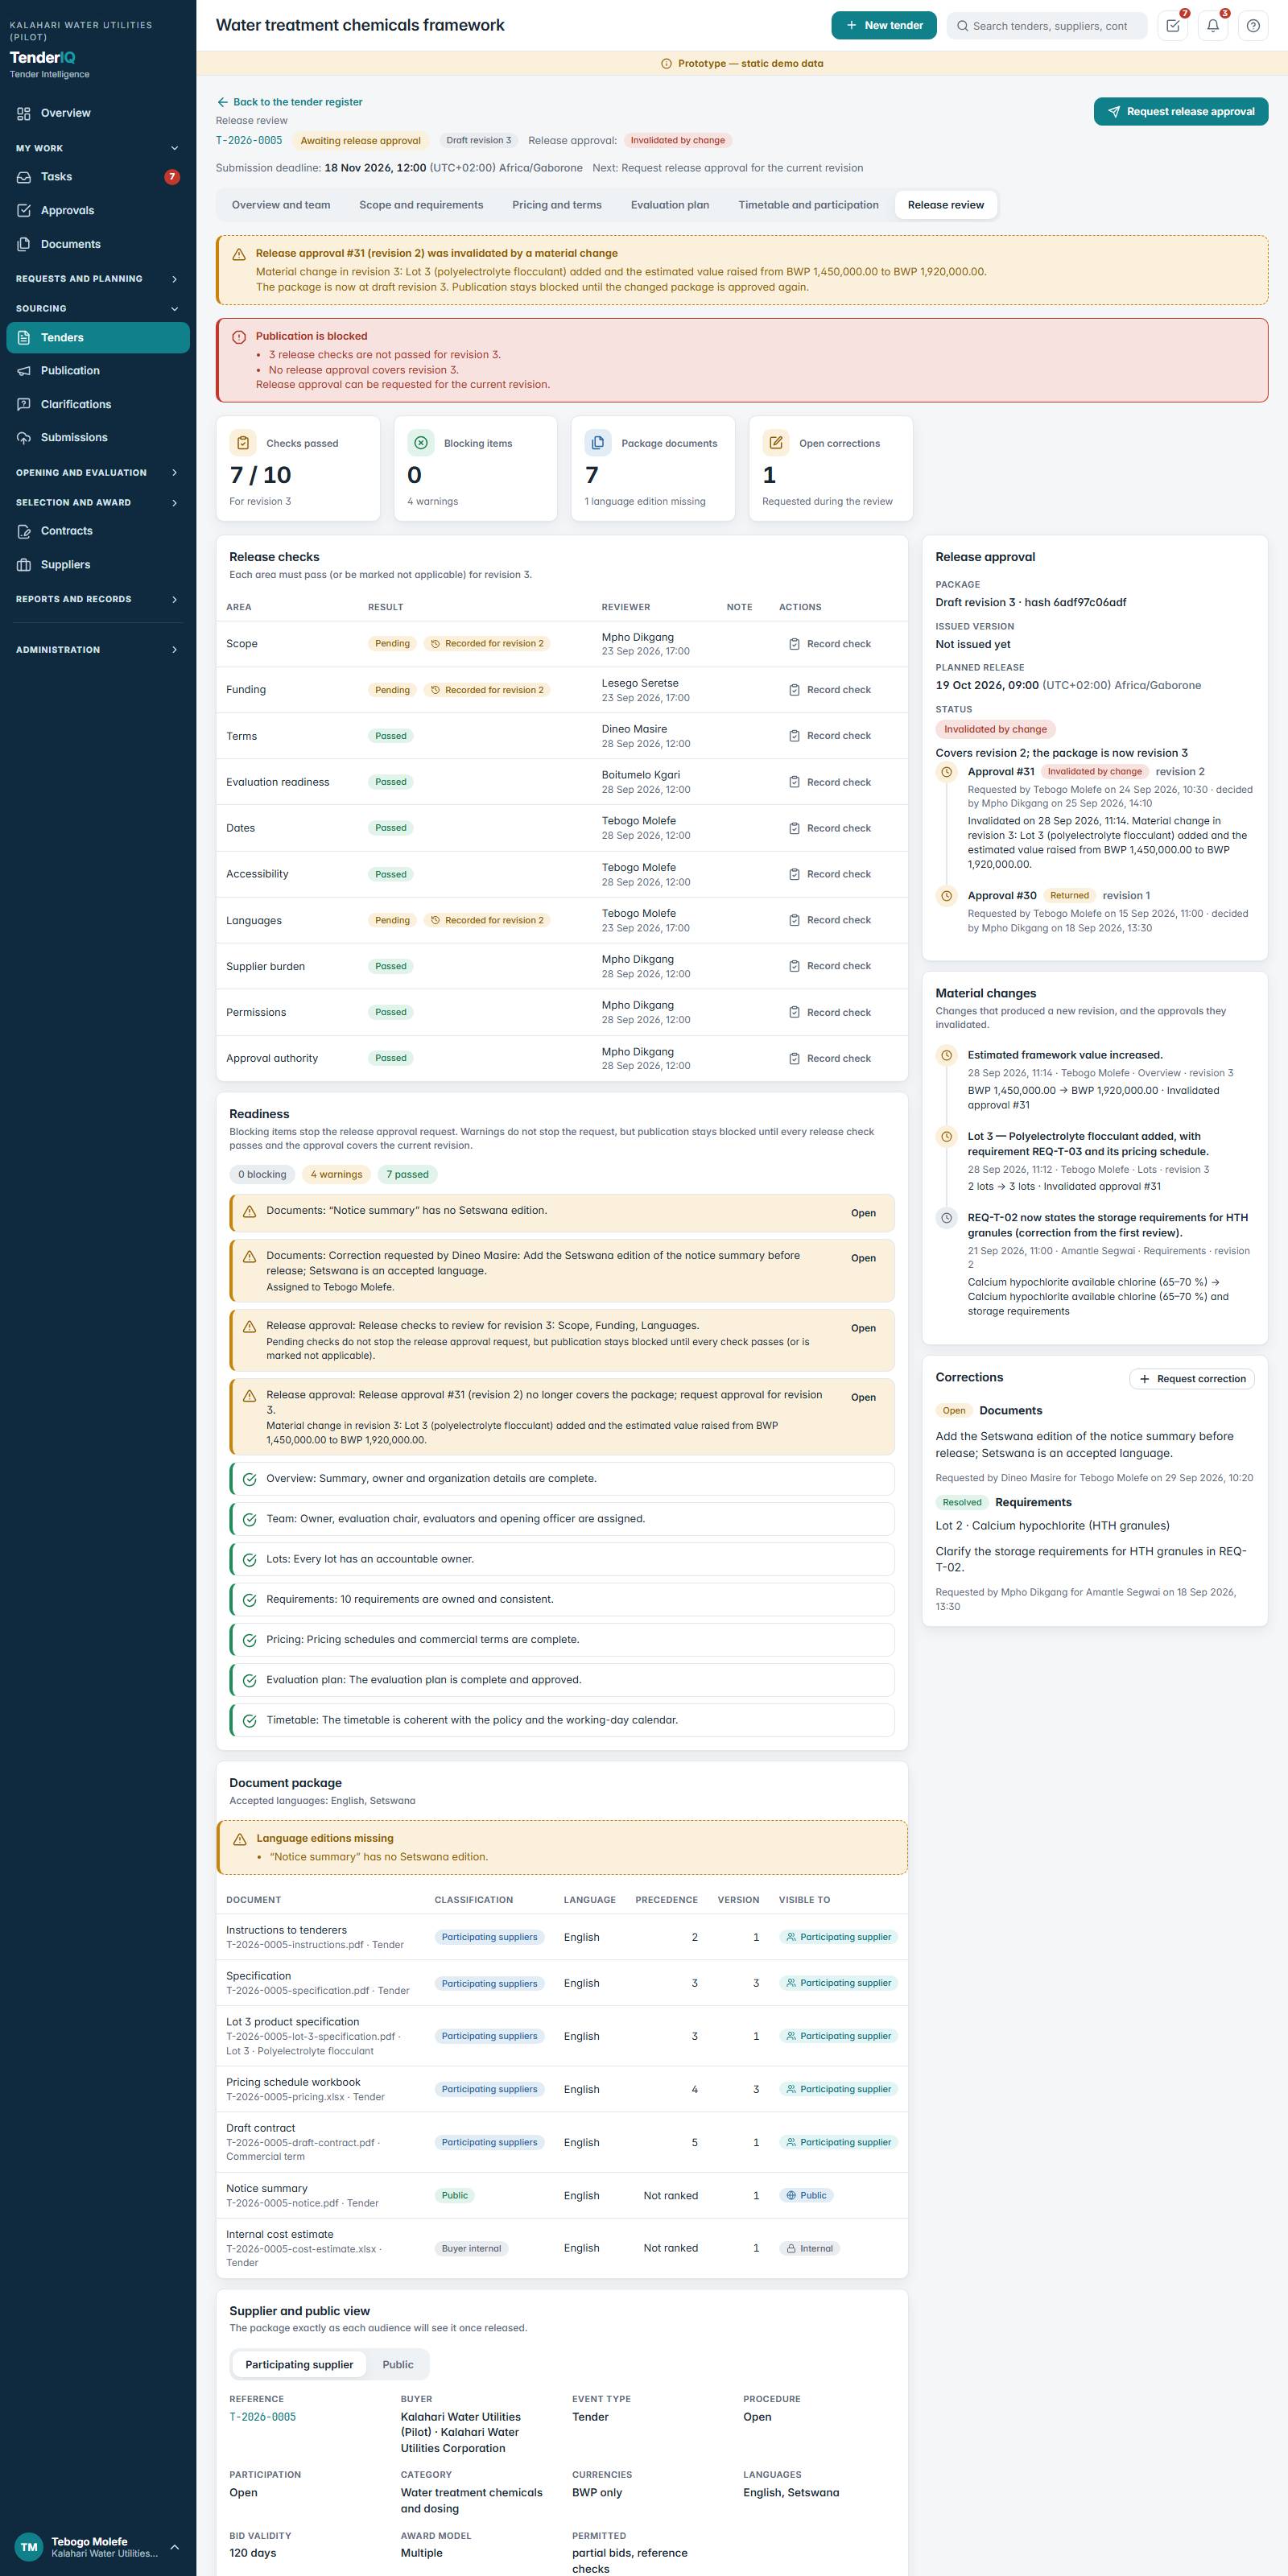 KALAHARI WATER UTILITIES
(PILOT)
TenderIQ
Tender Intelligence
Overview
MY WORK
Tasks
7
Approvals
Documents
REQUESTS AND PLANNING
SOURCING
Tenders
Publication
Clarifications
Submissions
OPENING AND EVALUATION
SELECTION AND AWARD
Contracts
Suppliers
REPORTS AND RECORDS
ADMINISTRATION
TM
Tebogo Molefe
Kalahari Water Utilities...
Water treatment chemicals framework
New tender
Search tenders, suppliers, cont
7
3
Prototype — static demo data
Back to the tender register
Release review
T-2026-0005 Awaiting release approval Draft revision 3 Release approval: Invalidated by change
Request release approval
Submission deadline: 18 Nov 2026, 12:00 (UTC+02:00) Africa/Gaborone Next: Request release approval for the current revision
Overview and team Scope and requirements Pricing and terms Evaluation plan Timetable and participation Release review
Release approval #31 (revision 2) was invalidated by a material change
Material change in revision 3: Lot 3 (polyelectrolyte flocculant) added and the estimated value raised from BWP 1,450,000.00 to BWP 1,920,000.00.
The package is now at draft revision 3. Publication stays blocked until the changed package is approved again.
Publication is blocked
• 3 release checks are not passed for revision 3.
• No release approval covers revision 3.
Release approval can be requested for the current revision.
Checks passed
7 / 10
For revision 3
Blocking items
0
4 warnings
Package documents
7
1 language edition missing
Open corrections
1
Requested during the review
Release checks
Each area must pass (or be marked not applicable) for revision 3.
AREA RESULT REVIEWER NOTE ACTIONS
Scope Pending Recorded for revision 2 Mpho Dikgang Record check
23 Sep 2026, 17:00
Funding Pending Recorded for revision 2 Lesego Seretse Record check
23 Sep 2026, 17:00
Terms Passed Dineo Masire Record check
28 Sep 2026, 12:00
Evaluation readiness Passed Boitumelo Kgari Record check
28 Sep 2026, 12:00
Dates Passed Tebogo Molefe Record check
28 Sep 2026, 12:00
Accessibility Passed Tebogo Molefe Record check
28 Sep 2026, 12:00
Languages Pending Recorded for revision 2 Tebogo Molefe Record check
23 Sep 2026, 17:00
Supplier burden Passed Mpho Dikgang Record check
28 Sep 2026, 12:00
Permissions Passed Mpho Dikgang Record check
28 Sep 2026, 12:00
Approval authority Passed Mpho Dikgang Record check
28 Sep 2026, 12:00
Readiness
Blocking items stop the release approval request. Warnings do not stop the request, but publication stays blocked until every release check
passes and the approval covers the current revision.
0 blocking 4 warnings 7 passed
Documents: “Notice summary” has no Setswana edition. Open
Documents: Correction requested by Dineo Masire: Add the Setswana edition of the notice summary before Open
release; Setswana is an accepted language.
Assigned to Tebogo Molefe.
Release approval: Release checks to review for revision 3: Scope, Funding, Languages. Open
Pending checks do not stop the release approval request, but publication stays blocked until every check passes (or is
marked not applicable).
Release approval: Release approval #31 (revision 2) no longer covers the package; request approval for revision Open
3.
Material change in revision 3: Lot 3 (polyelectrolyte flocculant) added and the estimated value raised from BWP
1,450,000.00 to BWP 1,920,000.00.
Overview: Summary, owner and organization details are complete.
Team: Owner, evaluation chair, evaluators and opening officer are assigned.
Lots: Every lot has an accountable owner.
Requirements: 10 requirements are owned and consistent.
Pricing: Pricing schedules and commercial terms are complete.
Evaluation plan: The evaluation plan is complete and approved.
Timetable: The timetable is coherent with the policy and the working-day calendar.
Document package
Accepted languages: English, Setswana
Language editions missing
• “Notice summary” has no Setswana edition.
DOCUMENT CLASSIFICATION LANGUAGE PRECEDENCE VERSION VISIBLE TO
Instructions to tenderers Participating suppliers English 2 1 Participating supplier
T-2026-0005-instructions.pdf · Tender
Specification Participating suppliers English 3 3 Participating supplier
T-2026-0005-specification.pdf · Tender
Lot 3 product specification Participating suppliers English 3 1 Participating supplier
T-2026-0005-lot-3-specification.pdf ·
Lot 3 · Polyelectrolyte flocculant
Pricing schedule workbook Participating suppliers English 4 3 Participating supplier
T-2026-0005-pricing.xlsx · Tender
Draft contract Participating suppliers English 5 1 Participating supplier
T-2026-0005-draft-contract.pdf ·
Commercial term
Notice summary Public English Not ranked 1 Public
T-2026-0005-notice.pdf · Tender
Internal cost estimate Buyer internal English Not ranked 1 Internal
T-2026-0005-cost-estimate.xlsx ·
Tender
Supplier and public view
The package exactly as each audience will see it once released.
Participating supplier Public
REFERENCE
T-2026-0005
BUYER
Kalahari Water Utilities
(Pilot) · Kalahari Water
Utilities Corporation
EVENT TYPE
Tender
PROCEDURE
Open
PARTICIPATION
Open
CATEGORY
Water treatment chemicals
and dosing
CURRENCIES
BWP only
LANGUAGES
English, Setswana
BID VALIDITY
120 days
AWARD MODEL
Multiple
PERMITTED
partial bids, reference
checks
Release approval
PACKAGE
Draft revision 3 · hash 6adf97c06adf
ISSUED VERSION
Not issued yet
PLANNED RELEASE
19 Oct 2026, 09:00 (UTC+02:00) Africa/Gaborone
STATUS
Invalidated by change
Covers revision 2; the package is now revision 3
Approval #31 Invalidated by change revision 2
Requested by Tebogo Molefe on 24 Sep 2026, 10:30 · decided
by Mpho Dikgang on 25 Sep 2026, 14:10
Invalidated on 28 Sep 2026, 11:14. Material change in
revision 3: Lot 3 (polyelectrolyte flocculant) added and the
estimated value raised from BWP 1,450,000.00 to BWP
1,920,000.00.
Approval #30 Returned revision 1
Requested by Tebogo Molefe on 15 Sep 2026, 11:00 · decided
by Mpho Dikgang on 18 Sep 2026, 13:30
Material changes
Changes that produced a new revision, and the approvals they
invalidated.
Estimated framework value increased.
28 Sep 2026, 11:14 · Tebogo Molefe · Overview · revision 3
BWP 1,450,000.00 → BWP 1,920,000.00 · Invalidated
approval #31
Lot 3 — Polyelectrolyte flocculant added, with
requirement REQ-T-03 and its pricing schedule.
28 Sep 2026, 11:12 · Tebogo Molefe · Lots · revision 3
2 lots → 3 lots · Invalidated approval #31
REQ-T-02 now states the storage requirements for HTH
granules (correction from the first review).
21 Sep 2026, 11:00 · Amantle Segwai · Requirements · revision
2
Calcium hypochlorite available chlorine (65–70 %) →
Calcium hypochlorite available chlorine (65–70 %) and
storage requirements
Corrections
Request correction
Open Documents
Add the Setswana edition of the notice summary before
release; Setswana is an accepted language.
Requested by Dineo Masire for Tebogo Molefe on 29 Sep 2026, 10:20
Resolved Requirements
Lot 2 · Calcium hypochlorite (HTH granules)
Clarify the storage requirements for HTH granules in REQ-
T-02.
Requested by Mpho Dikgang for Amantle Segwai on 18 Sep 2026,
13:30